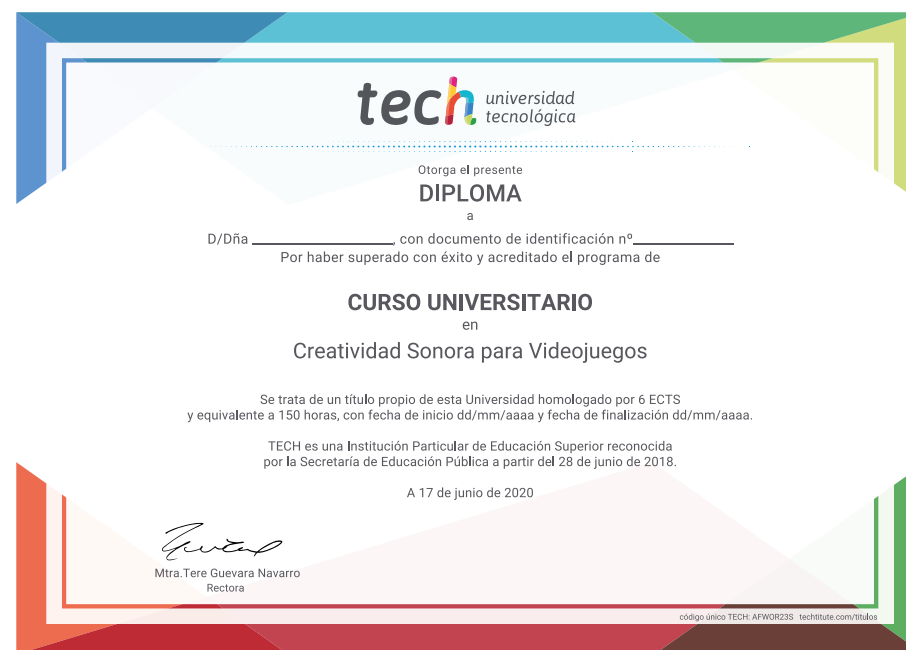 tech universidad
tecnológica
Otorga el presente
DIPLOMA
a
D/Dña ____________________, con documento de identificación nº______________
Por haber superado con éxito y acreditado el programa de
CURSO UNIVERSITARIO
en
Creatividad Sonora para Videojuegos
Se trata de un título propio de esta Universidad homologado por 6 ECTS
y equivalente a 150 horas, con fecha de inicio dd/mm/aaaa y fecha de finalización dd/mm/aaaa.
TECH es una Institución Particular de Educación Superior reconocida
por la Secretaría de Educación Pública a partir del 28 de junio de 2018.
A 17 de junio de 2020
Mtra.Tere Guevara Navarro
Rectora
código único TECH: AFWOR23S techtitute.com/titulos